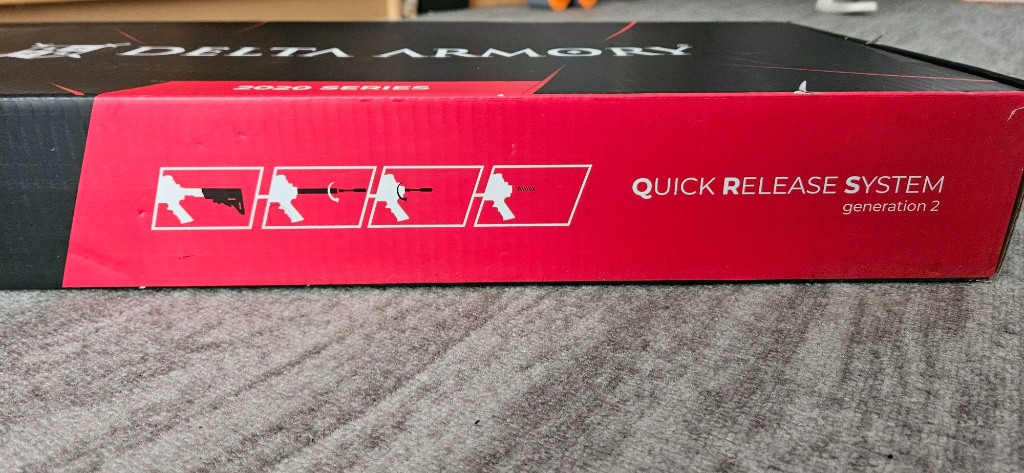 DELTA ARMORY
2020 SERIES
QUICK RELEASE SYSTEM
generation 2